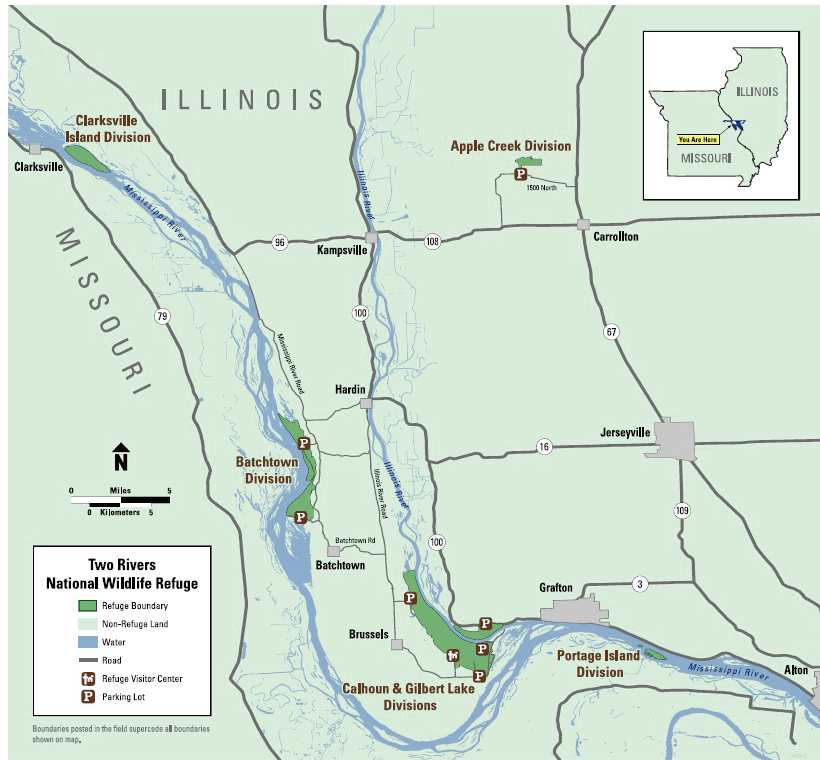 ILLINOIS
Clarksville
Island Division
Clarksville
Mississippi River
MISSOURI
79
96
Kampsville
108
Illinois River
Apple Creek Division
P
1500 North
Carrollton
ILLINOIS
You Are Here
MISSOURI
100
67
Mississippi River Road
Hardin
Jerseyville
16
P
Batchtown
Division
P
Illinois River Road
Illinois River
109
100
Batchtown Rd
Batchtown
N
0 Miles 5
0 Kilometers 5
Grafton
3
P
P
Brussels
P
P
Calhoun & Gilbert Lake
Divisions
Portage Island
Division
Mississippi River
Alton
Two Rivers
National Wildlife Refuge
Refuge Boundary
Non-Refuge Land
Water
Road
Refuge Visitor Center
P Parking Lot
Boundaries posted in the field supercede all boundaries
shown on map.